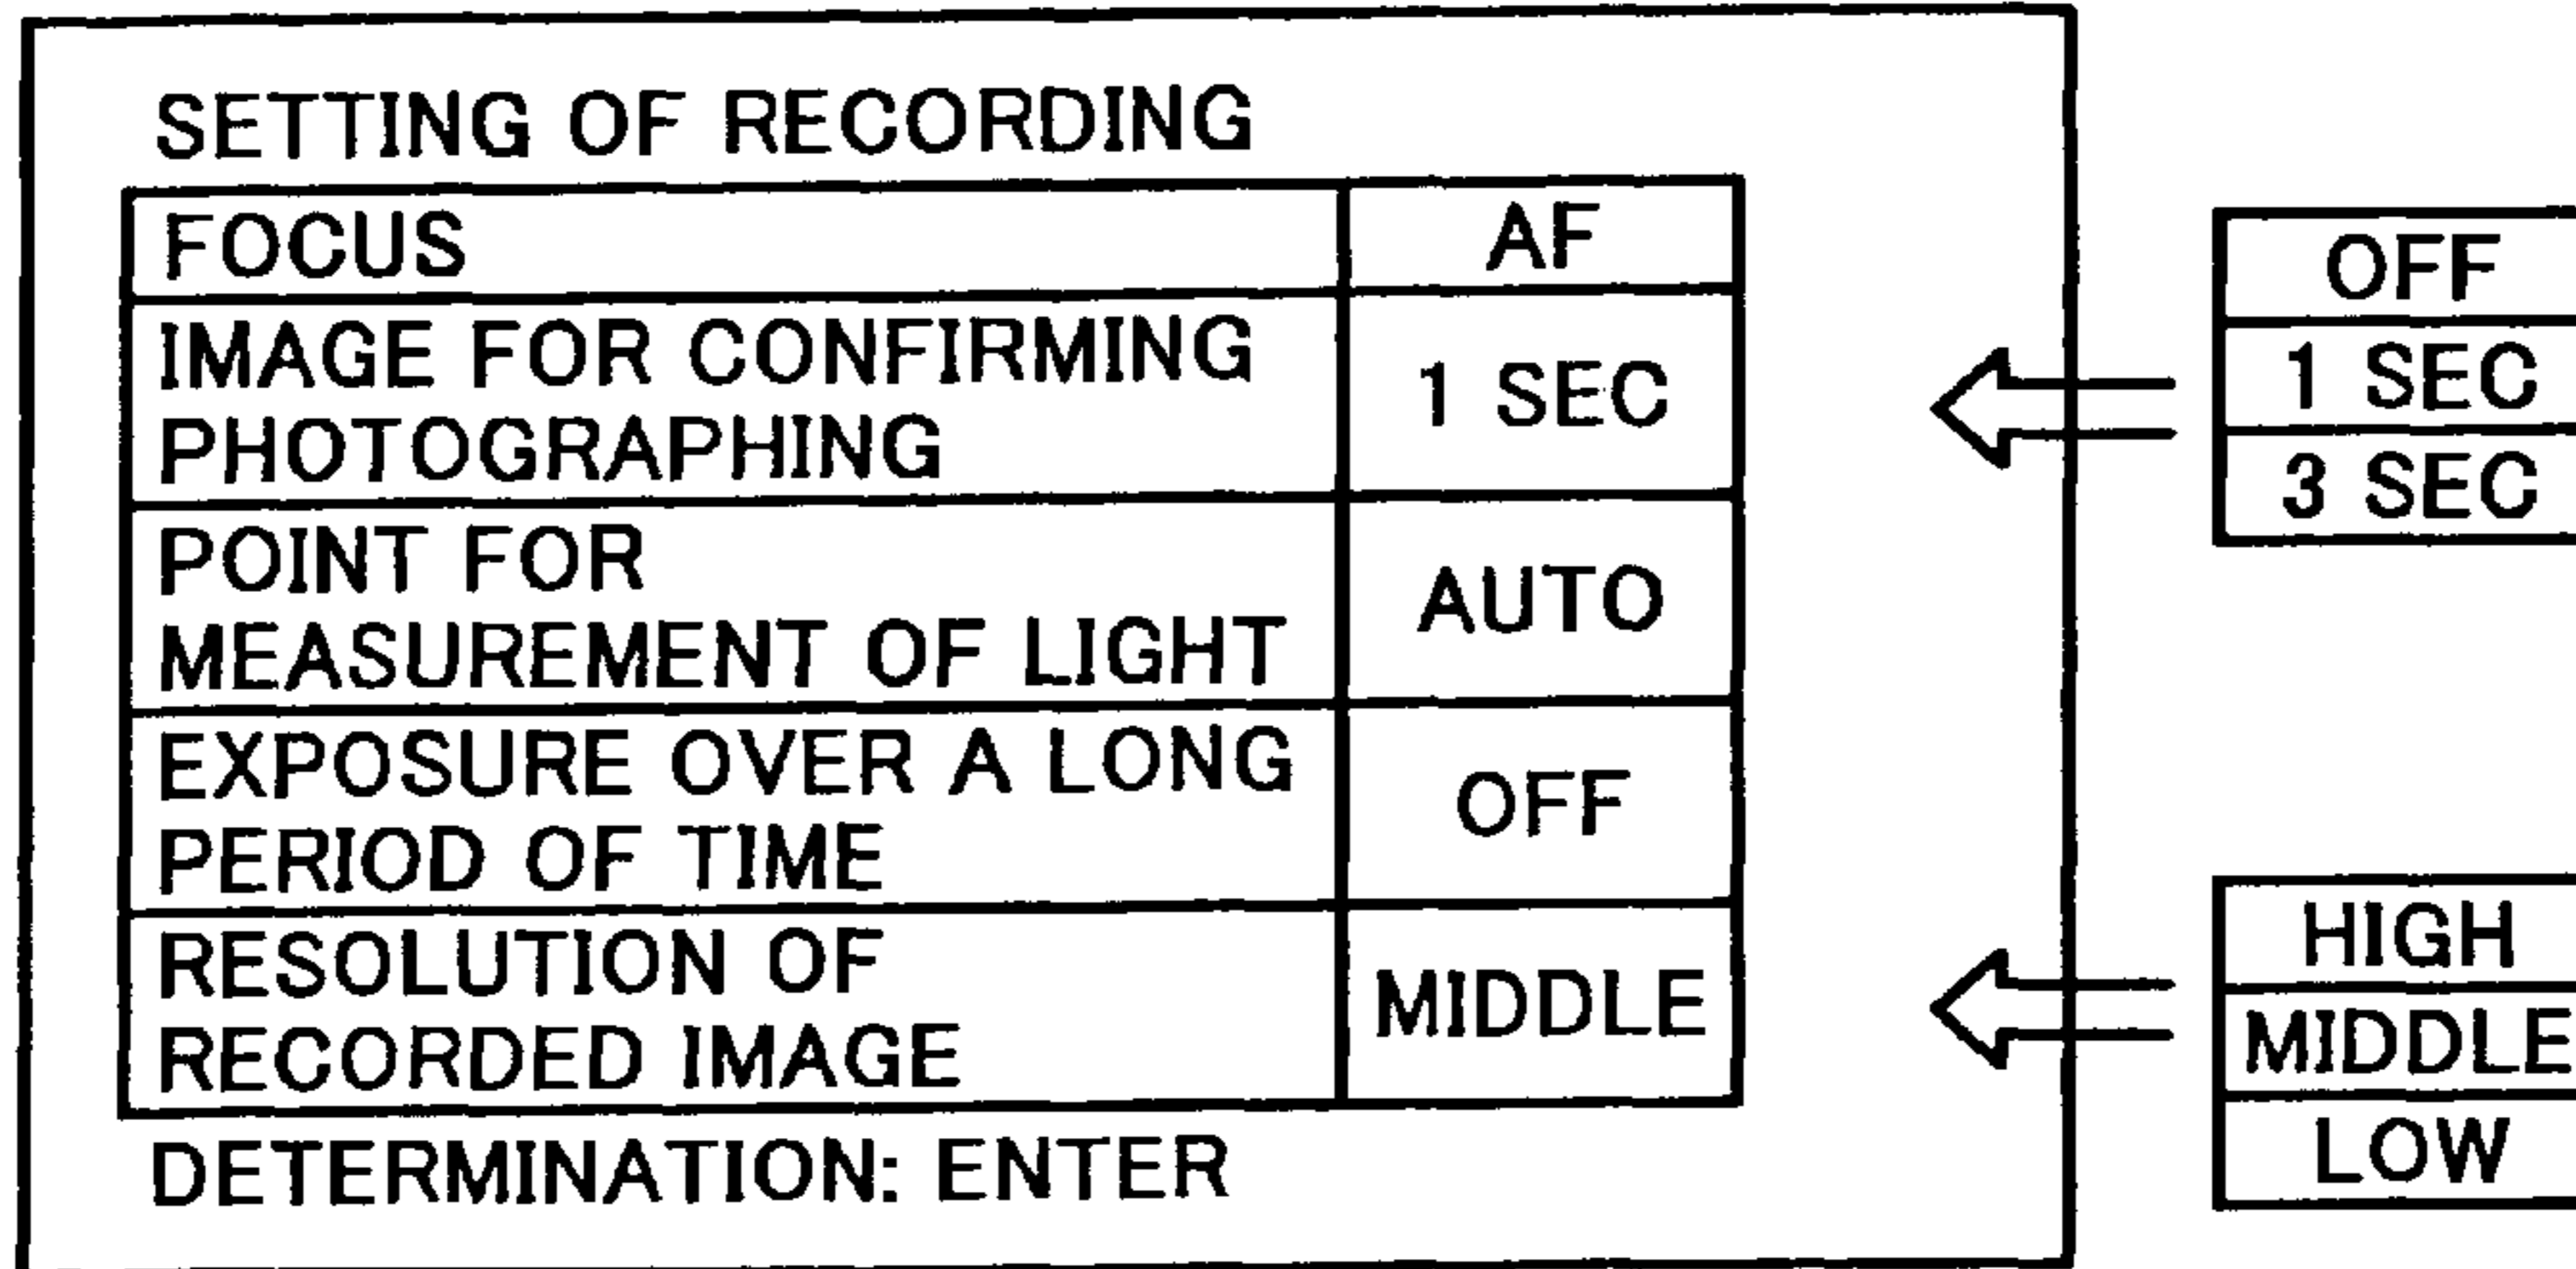 SETTING OF RECORDING
FOCUS
AF
IMAGE FOR CONFIRMING
PHOTOGRAPHING
1 SEC
POINT FOR
MEASUREMENT OF LIGHT
AUTO
EXPOSURE OVER A LONG
PERIOD OF TIME
OFF
RESOLUTION OF
RECORDED IMAGE
MIDDLE
DETERMINATION: ENTER
OFF
1 SEC
3 SEC
HIGH
MIDDLE
LOW